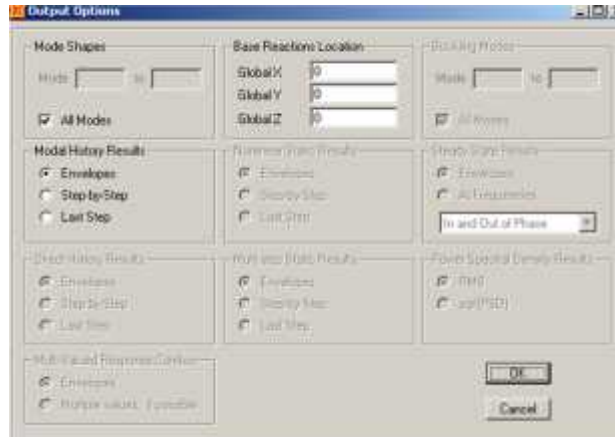 Output Options
Mode Shapes
Mode to
All Modes
Base Reactions Location
Global X 0
Global Y 0
Global Z 0
Buckling Modes
Mode to
All Modes
Modal History Results
Envelopes
Step-by-Step
Last Step
Nonlinear Static Results
Envelopes
Step-by-Step
Last Step
Steady State Results
Envelopes
At Frequencies
In and Out of Phase
Direct History Results
Envelopes
Step-by-Step
Last Step
Multi-step Static Results
Envelopes
Step-by-Step
Last Step
Power Spectral Density Results
RMS
sqrt(PSD)
Multi-valued Response Combos
Envelopes
Multiple values, if possible
OK
Cancel